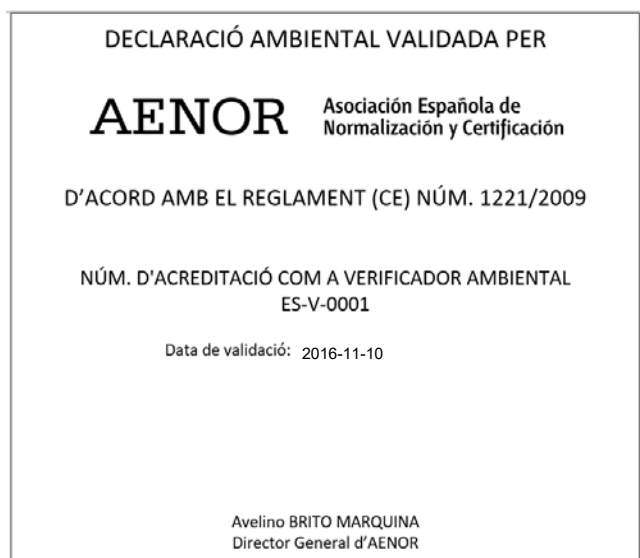 DECLARACIÓ AMBIENTAL VALIDADA PER
AENOR
Asociación Española de
Normalización y Certificación
D'ACORD AMB EL REGLAMENT (CE) NÚM. 1221/2009
NÚM. D'ACREDITACIÓ COM A VERIFICADOR AMBIENTAL
ES-V-0001
Data de validació: 2016-11-10
Avelino BRITO MARQUINA
Director General d'AENOR